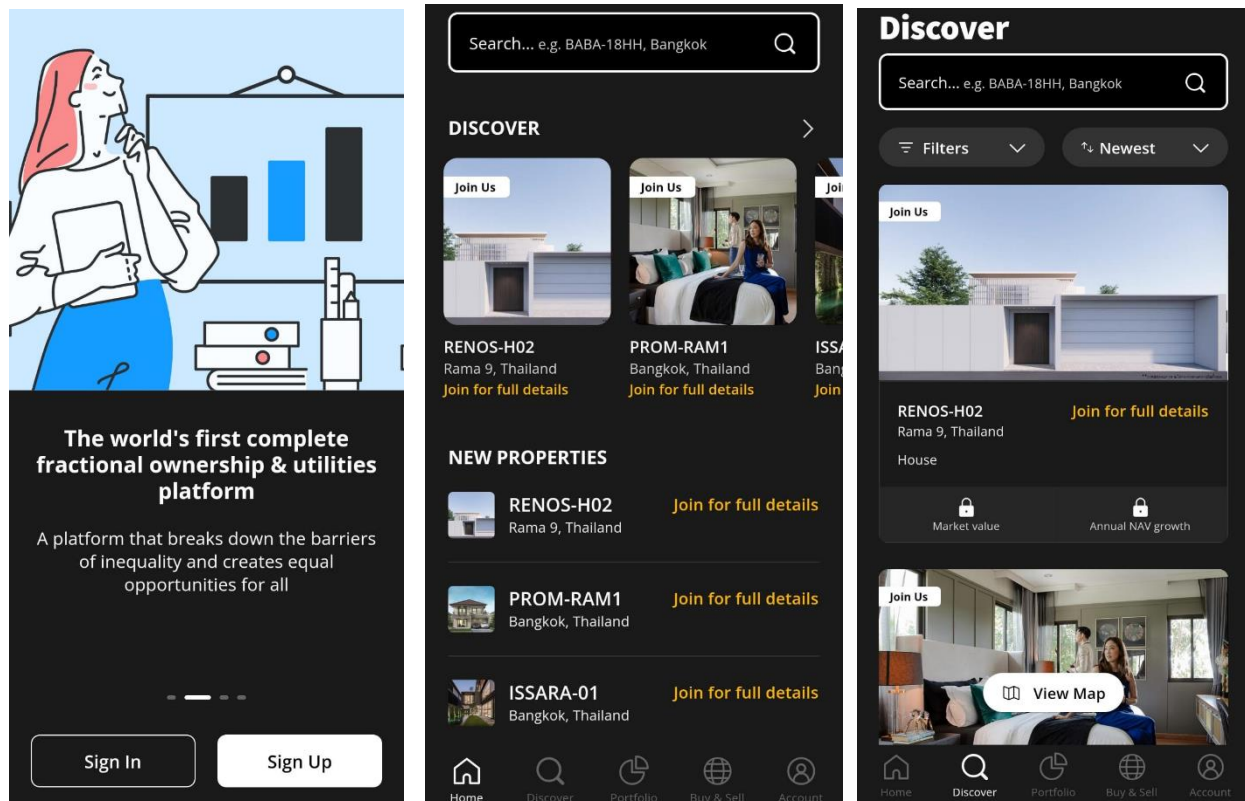 The world's first complete
fractional ownership & utilities
platform
A platform that breaks down the barriers
of inequality and creates equal
opportunities for all
Sign In
Sign Up
Search... e.g. BABA-18HH, Bangkok
DISCOVER
Join Us
Join Us
RENOS-H02
Rama 9, Thailand
Join for full details
PROM-RAM1
Bangkok, Thailand
Join for full details
Join
NEW PROPERTIES
RENOS-H02
Join for full details
Rama 9, Thailand
PROM-RAM1
Join for full details
Bangkok, Thailand
ISSARA-01
Join for full details
Bangkok, Thailand
Home
Discover
Portfolio
Buy & Sell
Account
Discover
Search... e.g. BABA-18HH, Bangkok
Filters
Newest
Join Us
RENOS-H02
Join for full details
Rama 9, Thailand
House
Market value
Annual NAV growth
Join Us
View Map
Home
Discover
Portfolio
Buy & Sell
Account